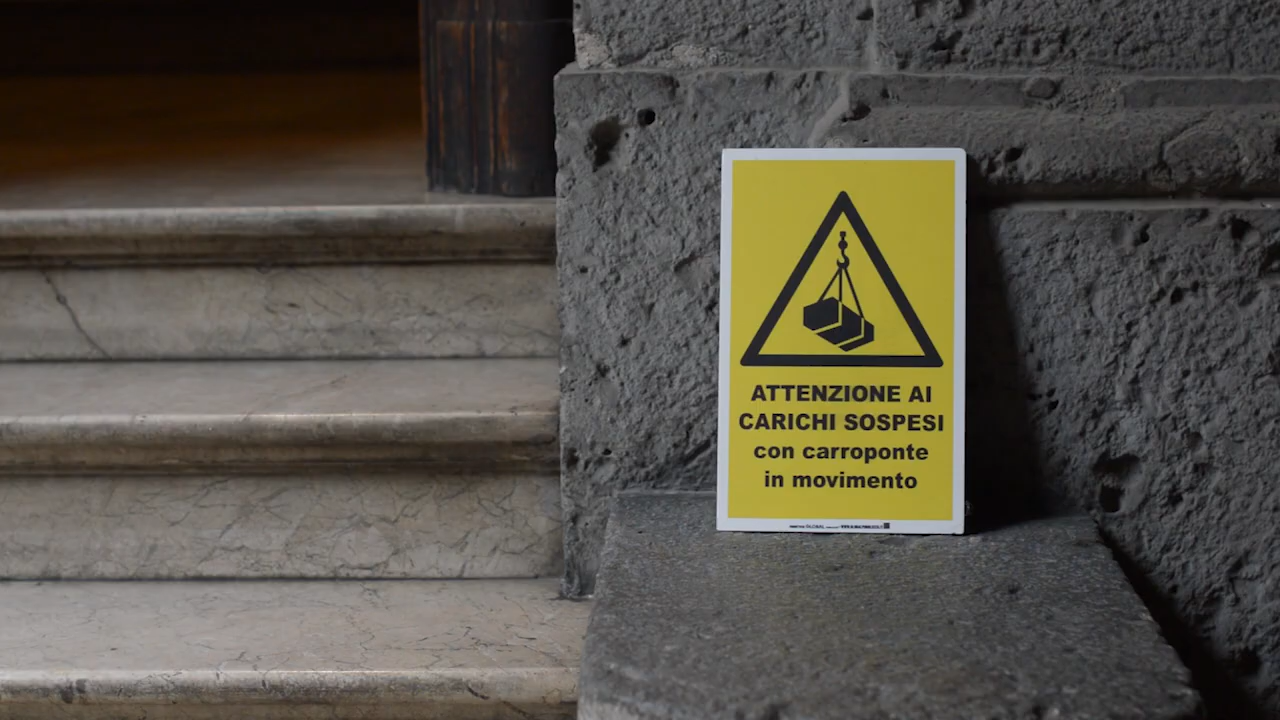 ATTENZIONE AI
CARICHI SOSPESI
con carroponte
in movimento